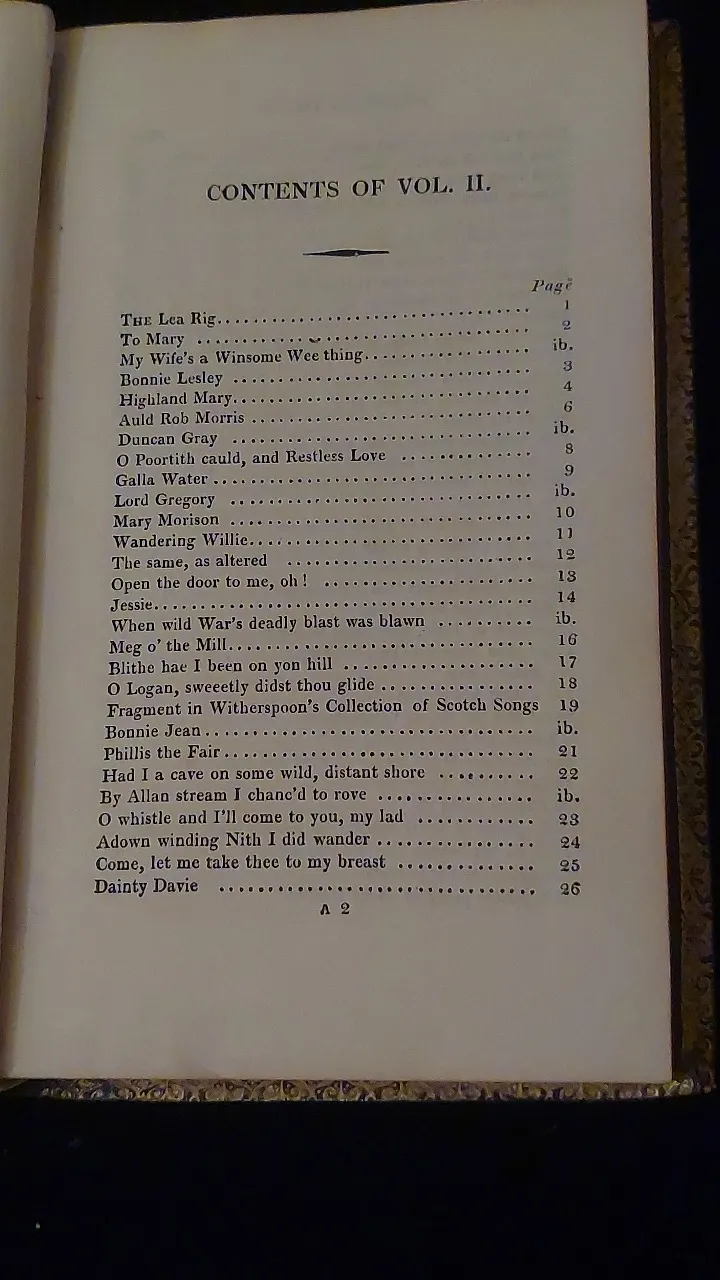 CONTENTS OF VOL. II.
Page
THE Lea Rig 1
To Mary 2
My Wife's a Winsome Wee thing ib.
Bonnie Lesley 3
Highland Mary 4
Auld Rob Morris 6
Duncan Gray ib.
O Poortith cauld, and Restless Love 8
Galla Water 9
Lord Gregory ib.
Mary Morison 10
Wandering Willie 11
The same, as altered 12
Open the door to me, oh! 13
Jessie 14
When wild War's deadly blast was blawn ib.
Meg o' the Mill 16
Blithe hae I been on yon hill 17
O Logan, sweeetly didst thou glide 18
Fragment in Witherspoon's Collection of Scotch Songs 19
Bonnie Jean ib.
Phillis the Fair 21
Had I a cave on some wild, distant shore 22
By Allan stream I chanc'd to rove ib.
O whistle and I'll come to you, my lad 23
Adown winding Nith I did wander 24
Come, let me take thee to my breast 25
Dainty Davie 26
A 2